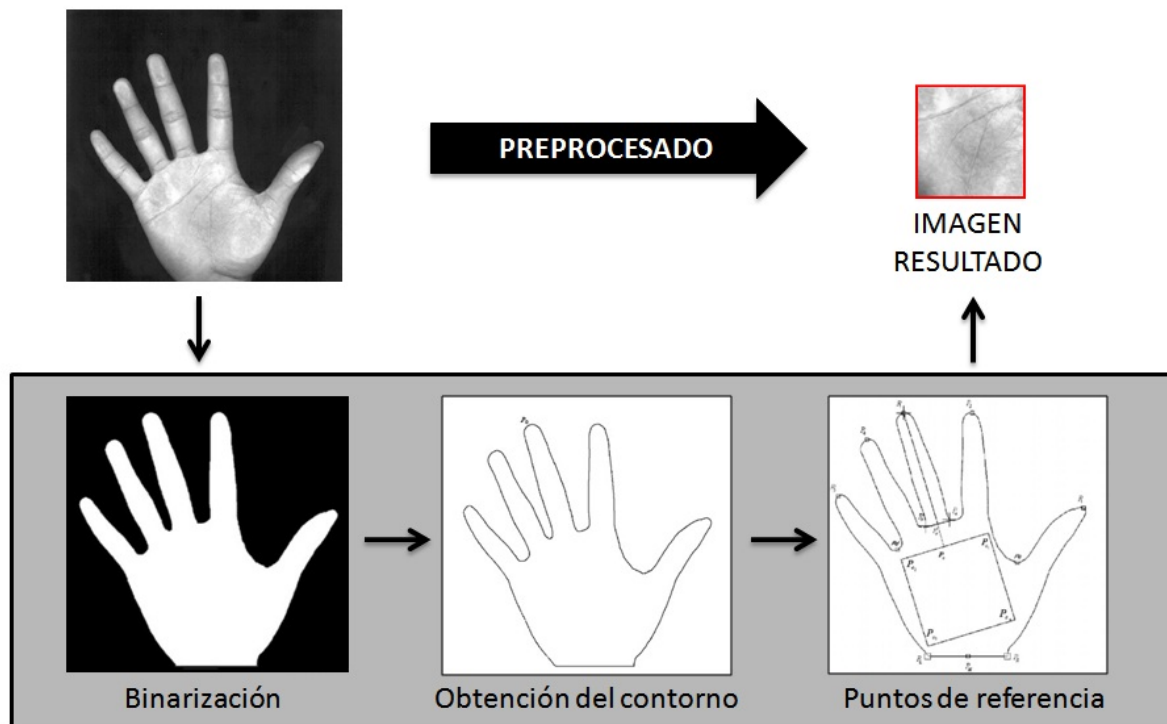 PREPROCESADO
IMAGEN
RESULTADO
Binarización
Obtención del contorno
Puntos de referencia